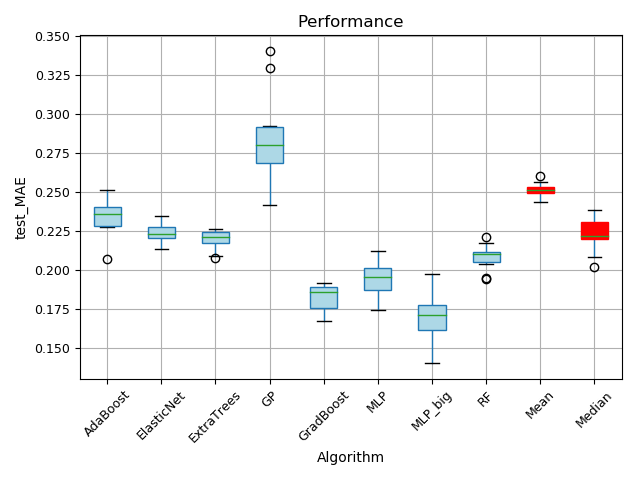 Performance
0.350
0.325
0.300
0.275
0.250
0.225
0.200
0.175
0.150
test_MAE
AdaBoost
ElasticNet
ExtraTrees
GP
GradBoost
MLP
MLP_big
RF
Mean
Median
Algorithm